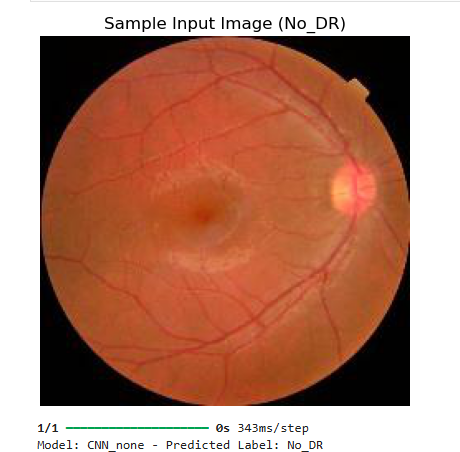 Sample Input Image (No_DR)
1/1 ━━━━━━━━━━━━━━━━━━━━ 0s 343ms/step
Model: CNN_none - Predicted Label: No_DR